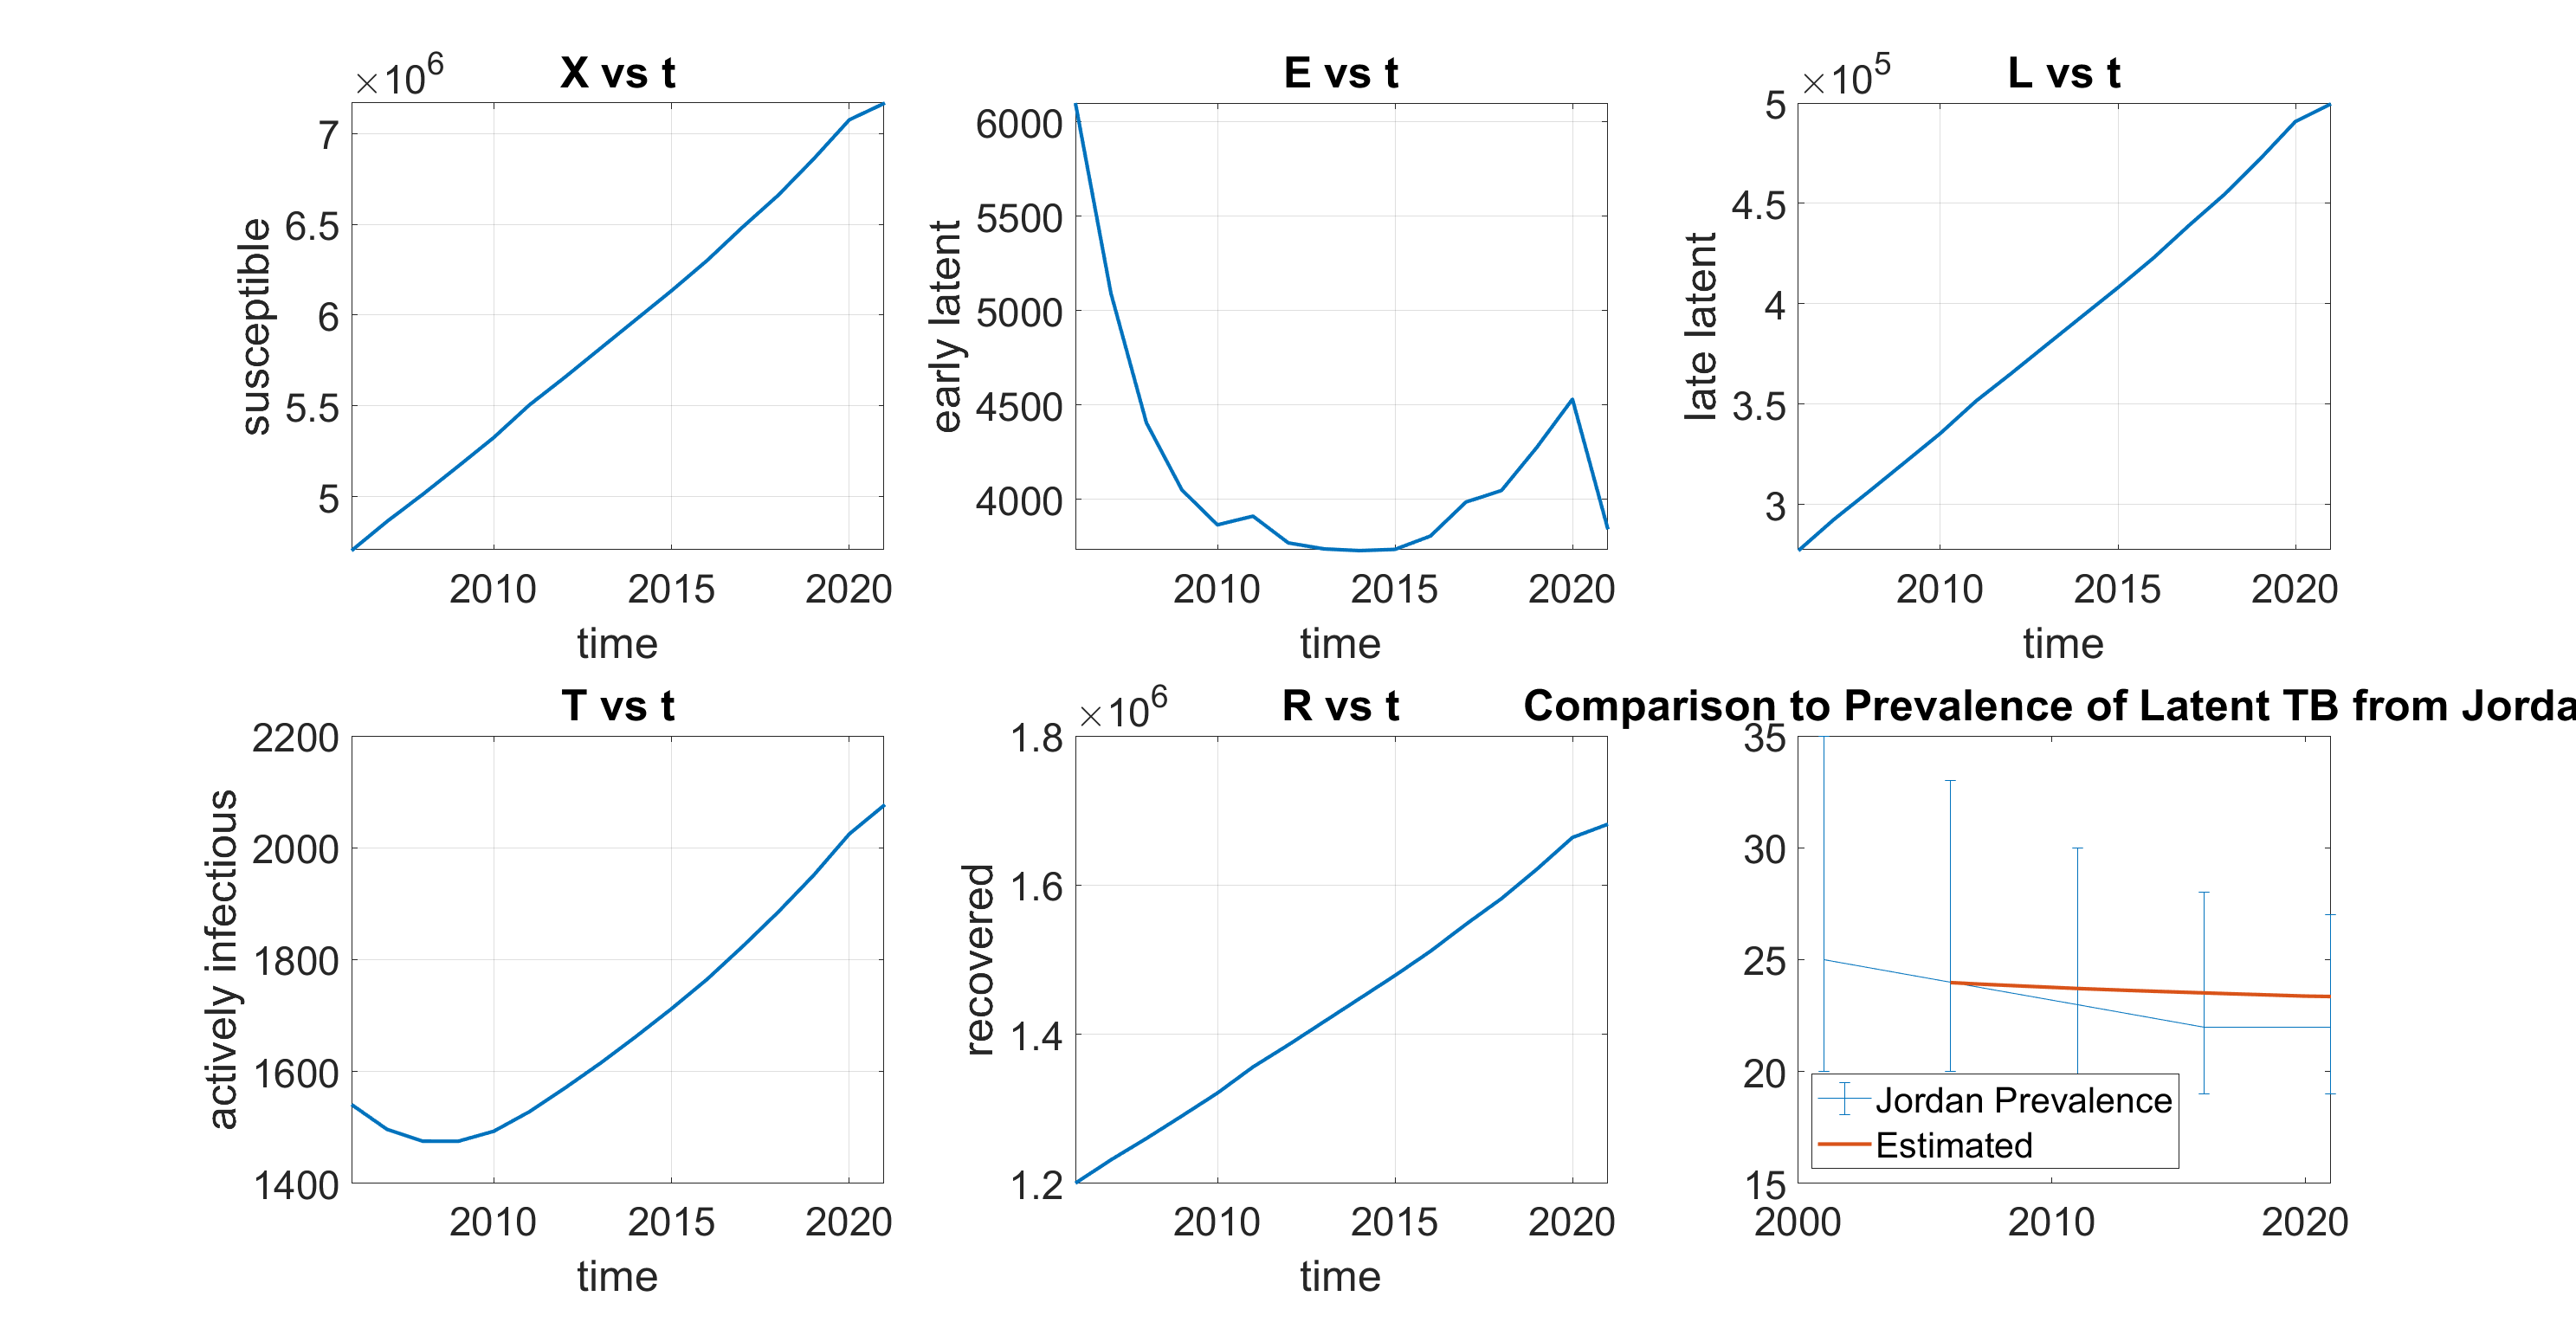 X vs t
×10^6
susceptible
7
6.5
6
5.5
5
2010 2015 2020
time
E vs t
early latent
6000
5500
5000
4500
4000
2010 2015 2020
time
L vs t
×10^5
late latent
5
4.5
4
3.5
3
2010 2015 2020
time
T vs t
actively infectious
2200
2000
1800
1600
1400
2010 2015 2020
time
R vs t
×10^6
recovered
1.8
1.6
1.4
1.2
2010 2015 2020
time
Comparison to Prevalence of Latent TB from Jorda
35
30
25
20
15
Jordan Prevalence
Estimated
2000 2010 2020